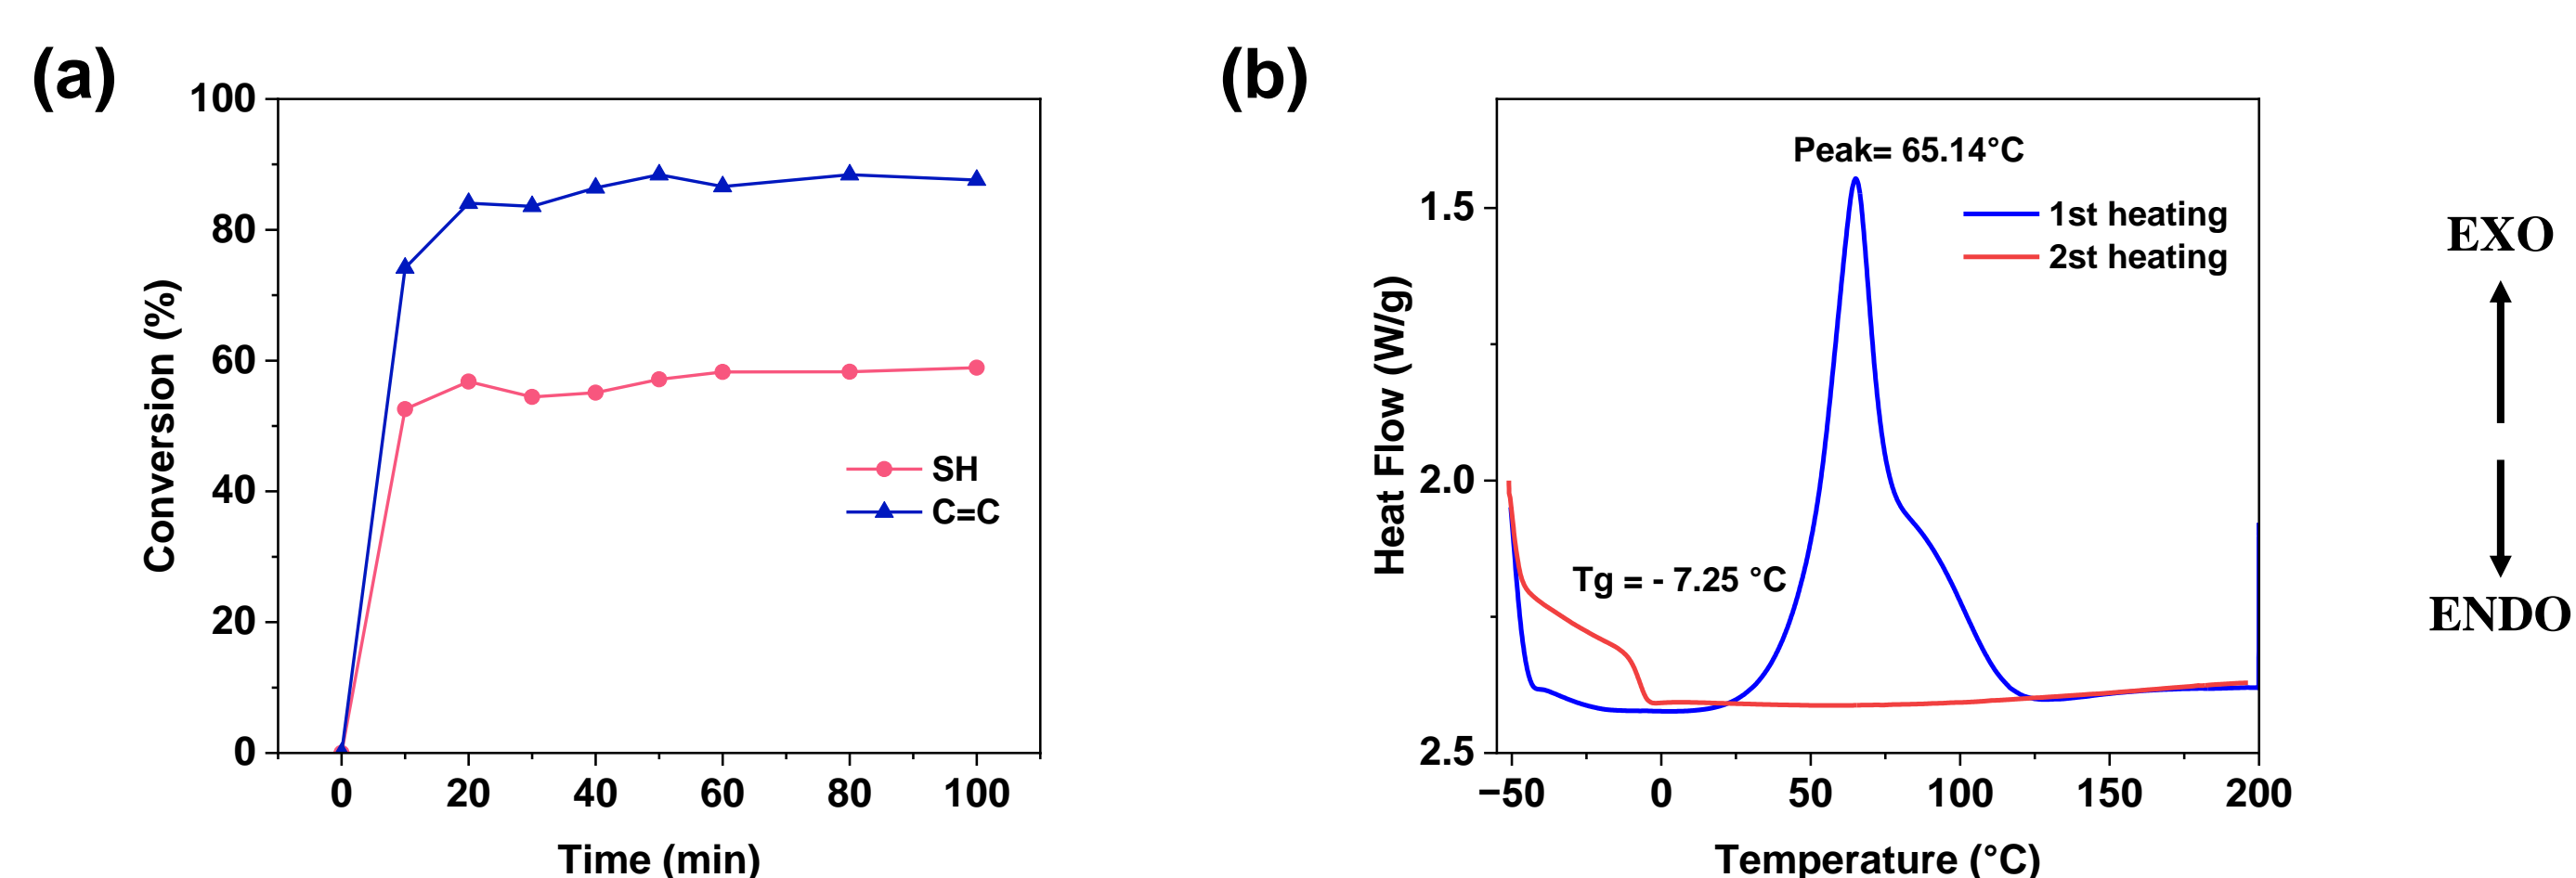 (a)
100
80
60
40
20
0
Conversion (%)
SH
C=C
0 20 40 60 80 100
Time (min)
(b)
1.5
2.0
2.5
Heat Flow (W/g)
Peak= 65.14°C
1st heating
2st heating
Tg = - 7.25 °C
−50 0 50 100 150 200
Temperature (°C)
EXO
ENDO